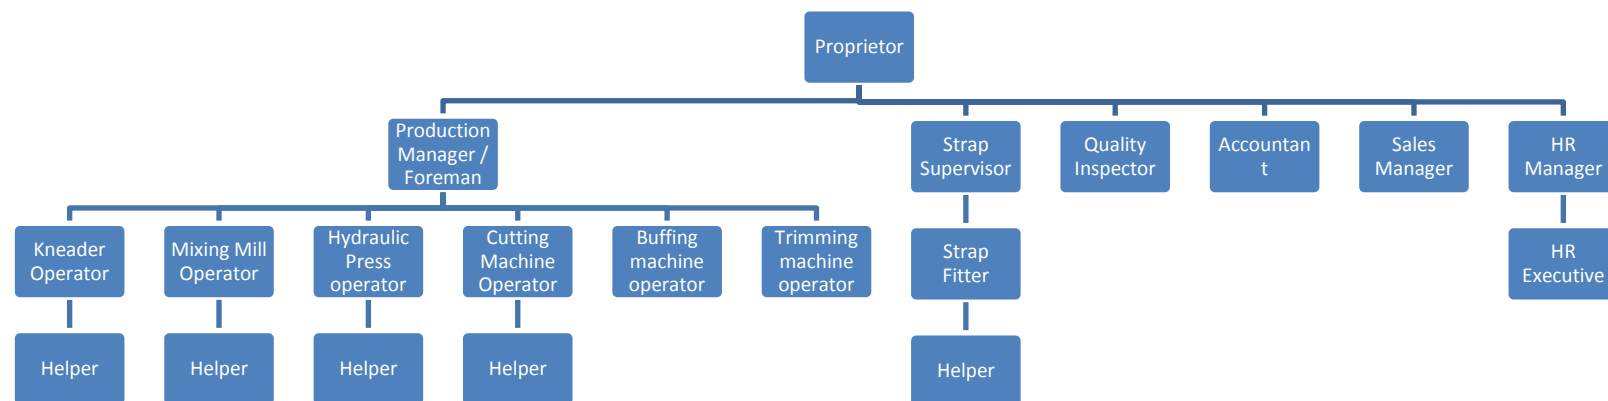 Proprietor
Production
Manager /
Foreman
Strap
Supervisor
Quality
Inspector
Accountan
t
Sales
Manager
HR
Manager
Kneader
Operator
Mixing Mill
Operator
Hydraulic
Press
operator
Cutting
Machine
Operator
Buffing
machine
operator
Trimming
machine
operator
Strap
Fitter
HR
Executive
Helper
Helper
Helper
Helper
Helper